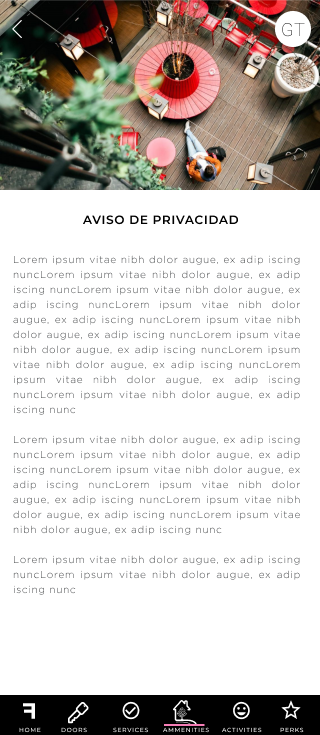 GT
AVISO DE PRIVACIDAD
Lorem ipsum vitae nibh dolor augue, ex adip iscing
nuncLorem ipsum vitae nibh dolor augue, ex adip
iscing nuncLorem ipsum vitae nibh dolor augue, ex
adip iscing nuncLorem ipsum vitae nibh dolor
augue, ex adip iscing nuncLorem ipsum vitae nibh
dolor augue, ex adip iscing nuncLorem ipsum vitae
nibh dolor augue, ex adip iscing nuncLorem ipsum
vitae nibh dolor augue, ex adip iscing nuncLorem
ipsum vitae nibh dolor augue, ex adip iscing
nuncLorem ipsum vitae nibh dolor augue, ex adip
iscing nunc
Lorem ipsum vitae nibh dolor augue, ex adip iscing
nuncLorem ipsum vitae nibh dolor augue, ex adip
iscing nuncLorem ipsum vitae nibh dolor augue, ex
adip iscing nuncLorem ipsum vitae nibh dolor
augue, ex adip iscing nuncLorem ipsum vitae nibh
dolor augue, ex adip iscing nuncLorem ipsum vitae
nibh dolor augue, ex adip iscing nunc
Lorem ipsum vitae nibh dolor augue, ex adip iscing
nuncLorem ipsum vitae nibh dolor augue, ex adip
iscing nunc
HOME DOORS SERVICES AMMENITIES ACTIVITIES PERKS